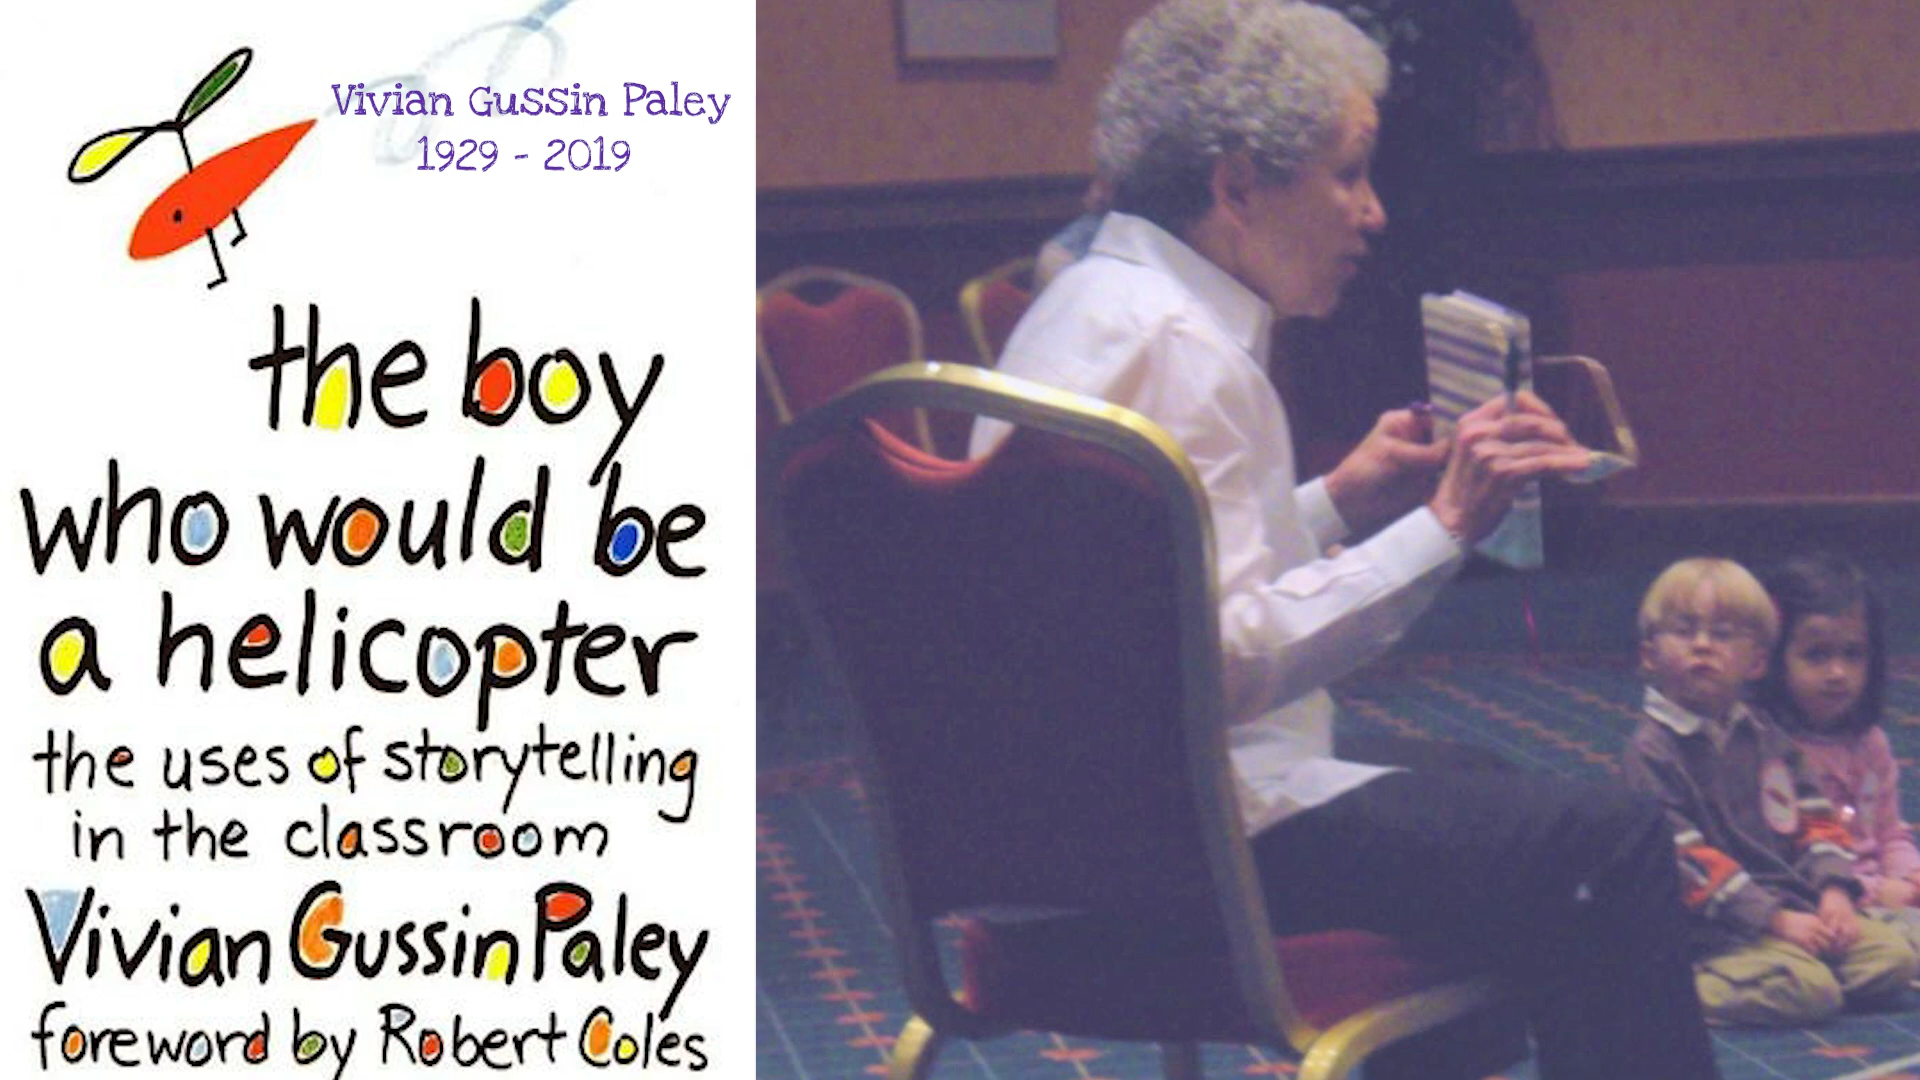 Vivian Gussin Paley
1929 - 2019
the boy
who would be
a helicopter
the uses of storytelling
in the classroom
Vivian Gussin Paley
foreword by Robert Coles